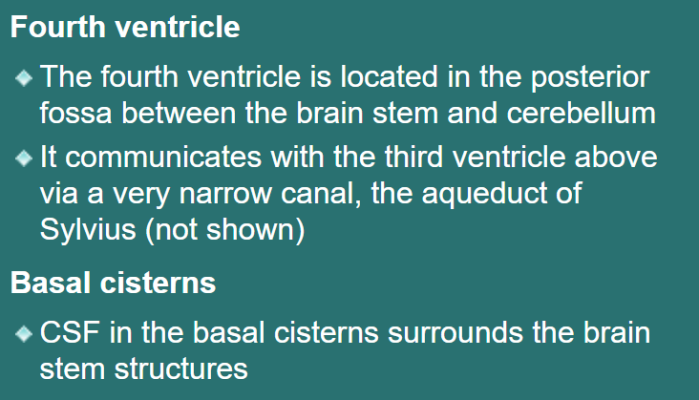 Fourth ventricle
The fourth ventricle is located in the posterior
fossa between the brain stem and cerebellum
It communicates with the third ventricle above
via a very narrow canal, the aqueduct of
Sylvius (not shown)
Basal cisterns
CSF in the basal cisterns surrounds the brain
stem structures